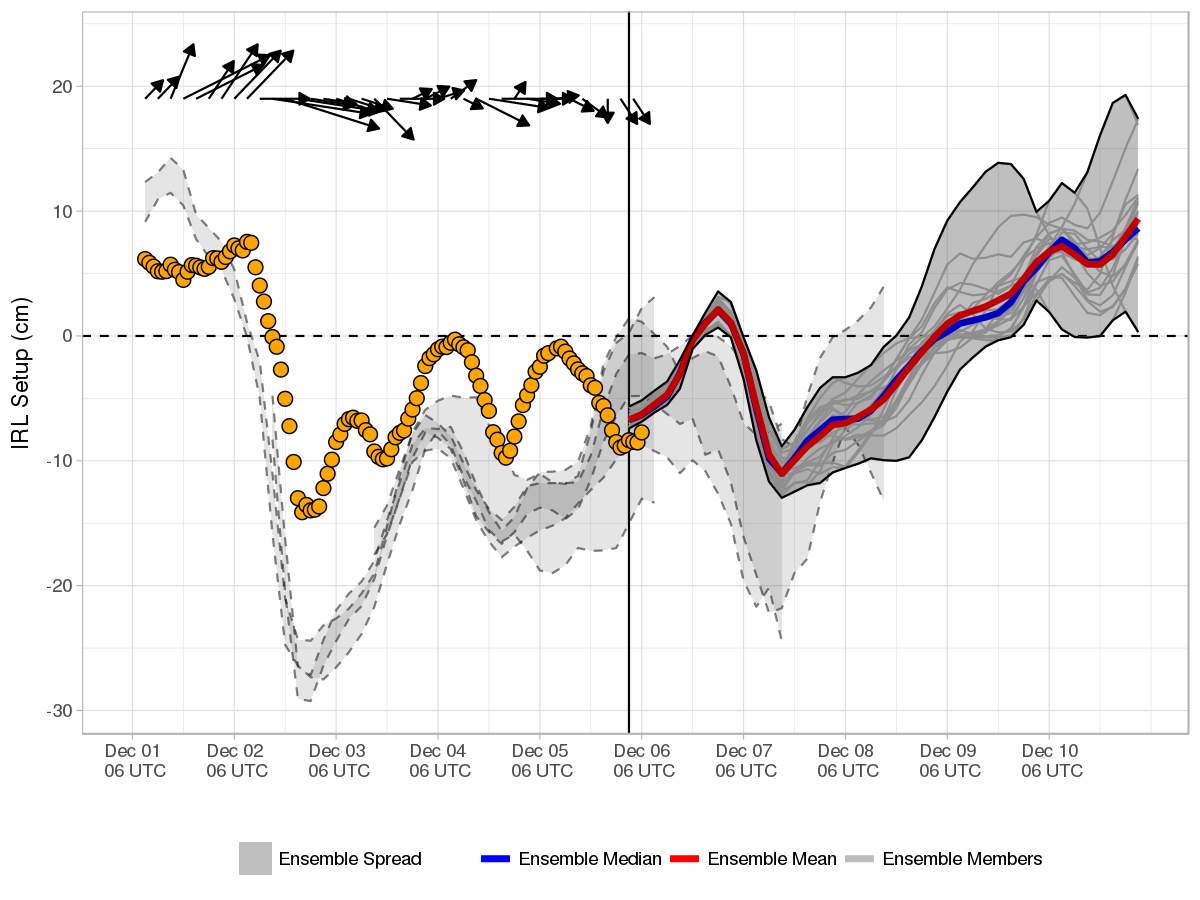 IRL Setup (cm)
20
10
0
-10
-20
-30
Dec 01 Dec 02 Dec 03 Dec 04 Dec 05 Dec 06 Dec 07 Dec 08 Dec 09 Dec 10
06 UTC 06 UTC 06 UTC 06 UTC 06 UTC 06 UTC 06 UTC 06 UTC 06 UTC 06 UTC
Ensemble Spread Ensemble Median Ensemble Mean Ensemble Members